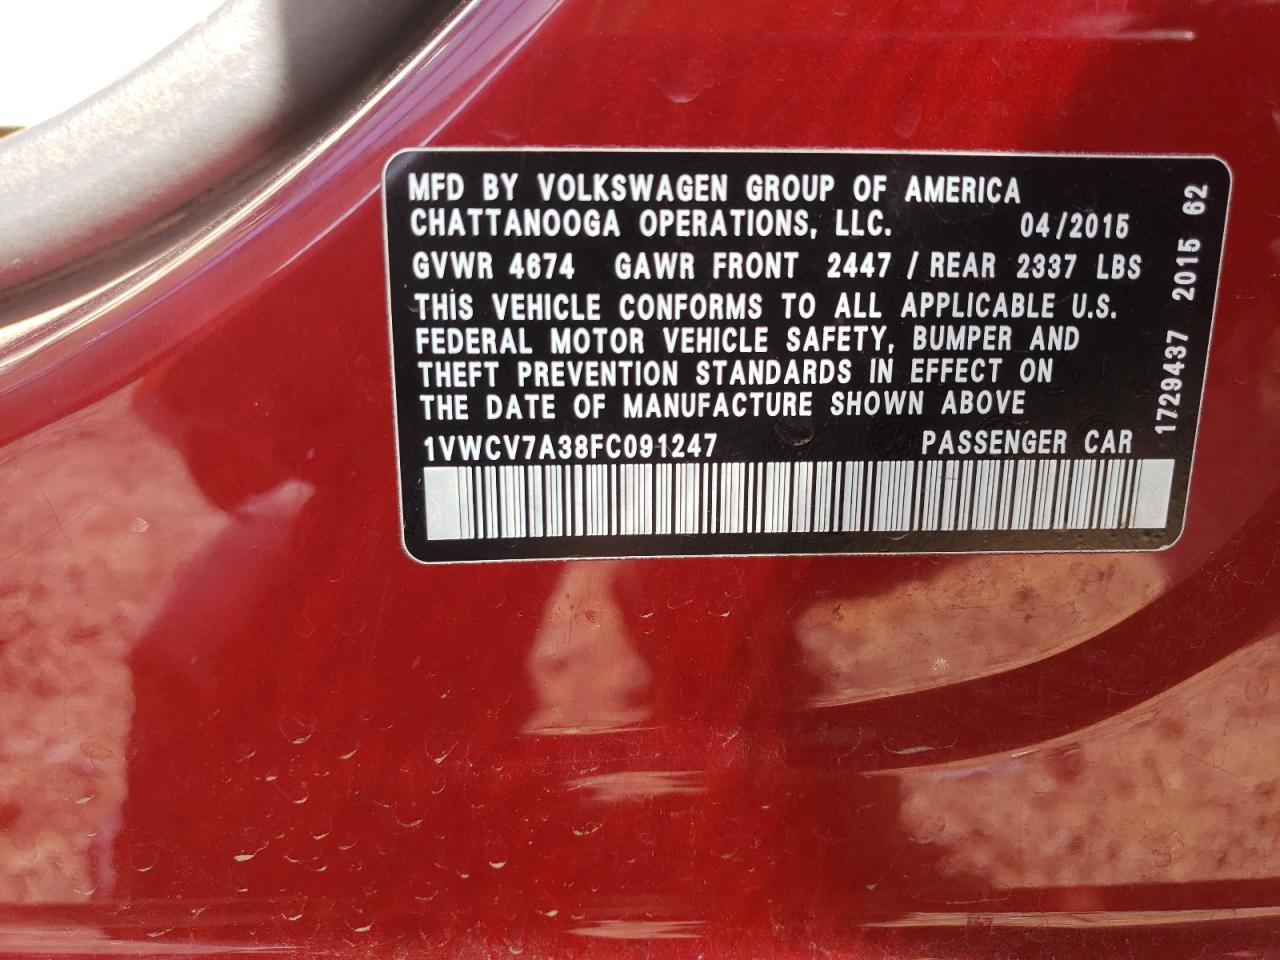 MFD BY VOLKSWAGEN GROUP OF AMERICA
CHATTANOOGA OPERATIONS, LLC. 04/2015
GVWR 4674 GAWR FRONT 2447 / REAR 2337 LBS
THIS VEHICLE CONFORMS TO ALL APPLICABLE U.S.
FEDERAL MOTOR VEHICLE SAFETY, BUMPER AND
THEFT PREVENTION STANDARDS IN EFFECT ON
THE DATE OF MANUFACTURE SHOWN ABOVE
1VWCV7A38FC091247 PASSENGER CAR
1729437 2015 62